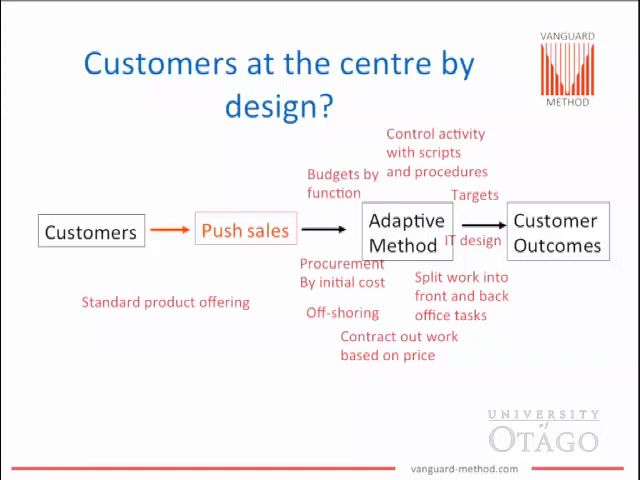 Customers at the centre by
design?
VANGUARD
METHOD
Control activity
with scripts
and procedures
Budgets by
function
Targets
Customers
Push sales
Adaptive
Method
IT design
Customer
Outcomes
Procurement
By initial cost
Split work into
front and back
office tasks
Standard product offering
Off-shoring
Contract out work
based on price
UNIVERSITY
of
OTĀGO
vanguard-method.com